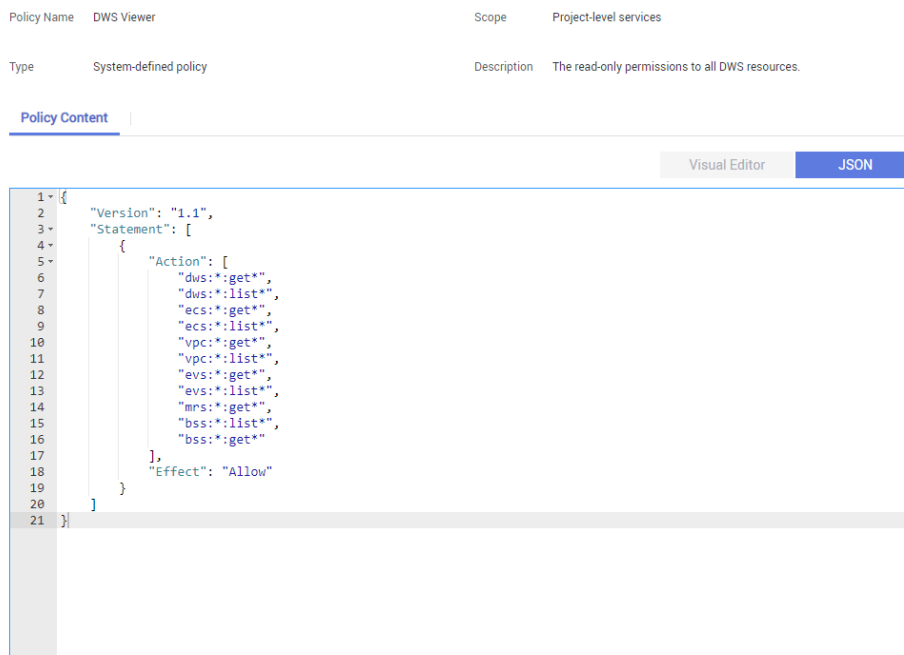 Policy Name DWS Viewer Scope Project-level services
Type System-defined policy Description The read-only permissions to all DWS resources.
Policy Content
Visual Editor JSON
1 {
2 "Version": "1.1",
3 "Statement": [
4 {
5 "Action": [
6 "dws:*:get*",
7 "dws:*:list*",
8 "ecs:*:get*",
9 "ecs:*:list*",
10 "vpc:*:get*",
11 "vpc:*:list*",
12 "evs:*:get*",
13 "evs:*:list*",
14 "mrs:*:get*",
15 "bss:*:list*",
16 "bss:*:get*"
17 ],
18 "Effect": "Allow"
19 }
20 ]
21 }